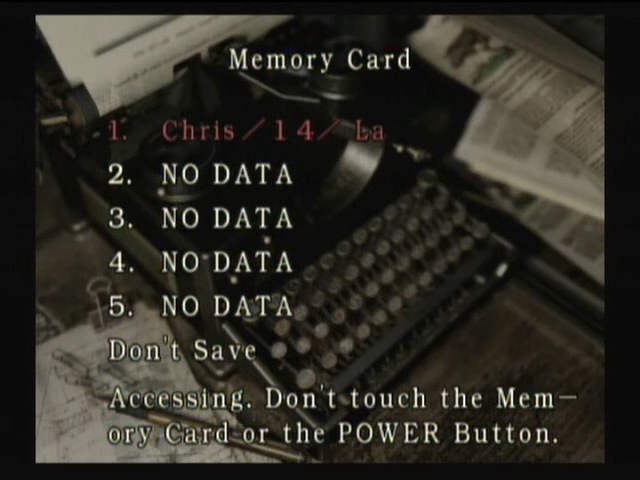 Memory Card
1. Chris／14／La
2. NO DATA
3. NO DATA
4. NO DATA
5. NO DATA
Don't Save
Accessing. Don't touch the Mem–
ory Card or the POWER Button.